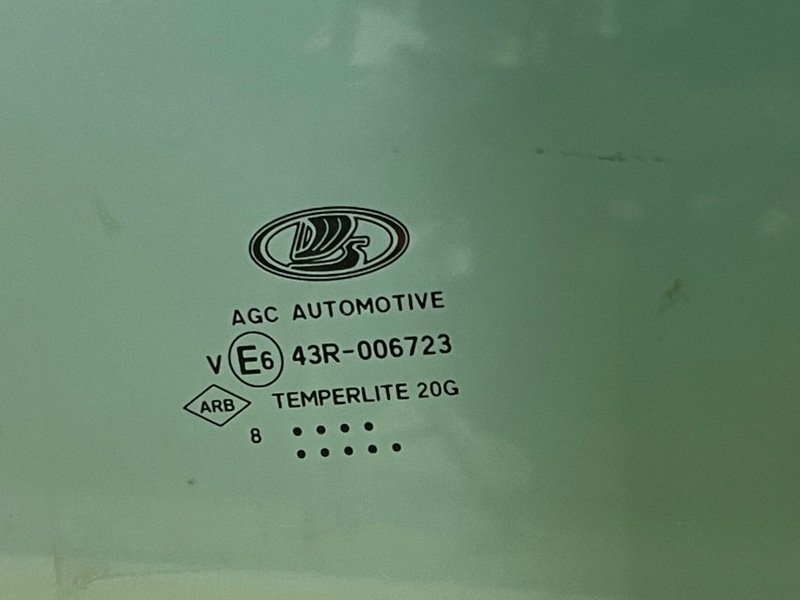 AGC AUTOMOTIVE
V E6 43R-006723
ARB TEMPERLITE 20G
8